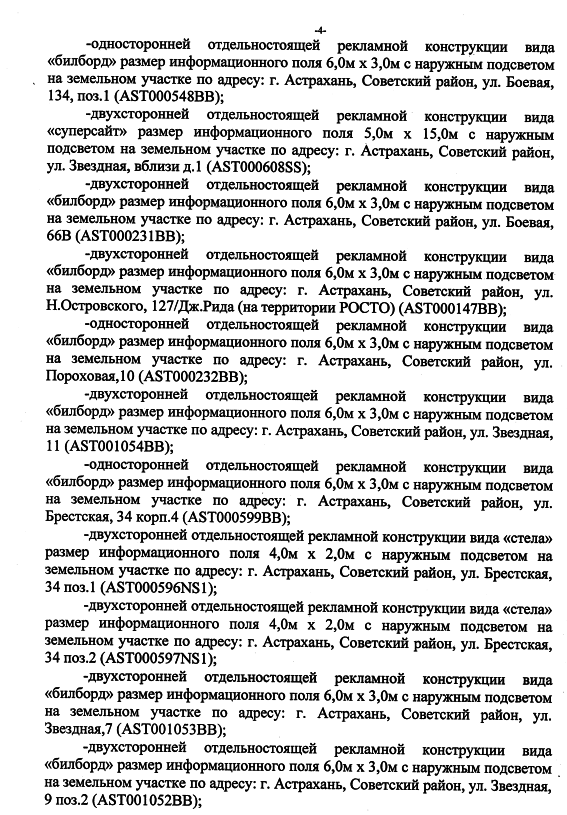 -4-
-односторонней отдельностоящей рекламной конструкции вида
«билборд» размер информационного поля 6,0м х 3,0м с наружным подсветом
на земельном участке по адресу: г. Астрахань, Советский район, ул. Боевая,
134, поз.1 (AST000548BB);
-двухсторонней отдельностоящей рекламной конструкции вида
«суперсайт» размер информационного поля 5,0м х 15,0м с наружным
подсветом на земельном участке по адресу: г. Астрахань, Советский район,
ул. Звездная, вблизи д.1 (AST000608SS);
-двухсторонней отдельностоящей рекламной конструкции вида
«билборд» размер информационного поля 6,0м х 3,0м с наружным подсветом
на земельном участке по адресу: г. Астрахань, Советский район, ул. Боевая,
66В (AST000231BB);
-двухсторонней отдельностоящей рекламной конструкции вида
«билборд» размер информационного поля 6,0м х 3,0м с наружным подсветом
на земельном участке по адресу: г. Астрахань, Советский район, ул.
Н.Островского, 127/Дж.Рида (на территории РОСТО) (AST000147BB);
-односторонней отдельностоящей рекламной конструкции вида
«билборд» размер информационного поля 6,0м х 3,0м с наружным подсветом
на земельном участке по адресу: г. Астрахань, Советский район, ул.
Пороховая,10 (AST000232BB);
-двухсторонней отдельностоящей рекламной конструкции вида
«билборд» размер информационного поля 6,0м х 3,0м с наружным подсветом
на земельном участке по адресу: г. Астрахань, Советский район, ул. Звездная,
11 (AST001054BB);
-односторонней отдельностоящей рекламной конструкции вида
«билборд» размер информационного поля 6,0м х 3,0м с наружным подсветом
на земельном участке по адресу: г. Астрахань, Советский район, ул.
Брестская, 34 корп.4 (AST000599BB);
-двухсторонней отдельностоящей рекламной конструкции вида «стела»
размер информационного поля 4,0м х 2,0м с наружным подсветом на
земельном участке по адресу: г. Астрахань, Советский район, ул. Брестская,
34 поз.1 (AST000596NS1);
-двухсторонней отдельностоящей рекламной конструкции вида «стела»
размер информационного поля 4,0м х 2,0м с наружным подсветом на
земельном участке по адресу: г. Астрахань, Советский район, ул. Брестская,
34 поз.2 (AST000597NS1);
-двухсторонней отдельностоящей рекламной конструкции вида
«билборд» размер информационного поля 6,0м х 3,0м с наружным подсветом
на земельном участке по адресу: г. Астрахань, Советский район, ул.
Звездная,7 (AST001053BB);
-двухсторонней отдельностоящей рекламной конструкции вида
«билборд» размер информационного поля 6,0м х 3,0м с наружным подсветом
на земельном участке по адресу: г. Астрахань, Советский район, ул. Звездная,
9 поз.2 (AST001052BB);